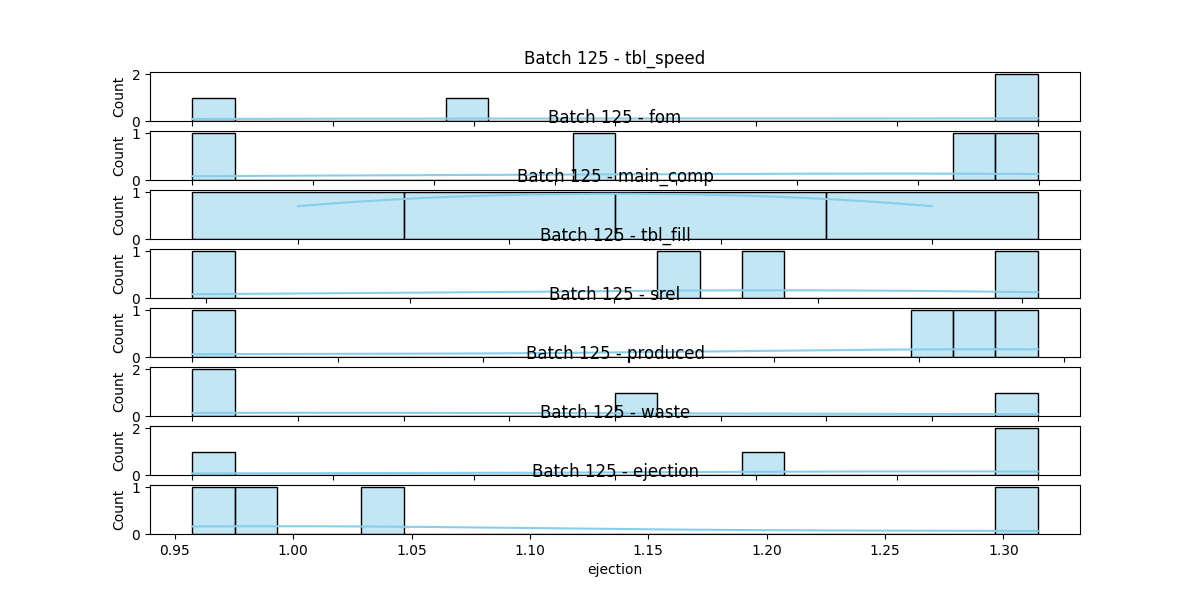 Batch 125 - tbl_speed
2
Count
0
Batch 125 - fom
1
Count
0
Batch 125 - main_comp
1
Count
0
Batch 125 - tbl_fill
1
Count
0
Batch 125 - srel
1
Count
0
Batch 125 - produced
2
Count
0
Batch 125 - waste
2
Count
0
Batch 125 - ejection
1
Count
0
0.95 1.00 1.05 1.10 1.15 1.20 1.25 1.30
ejection